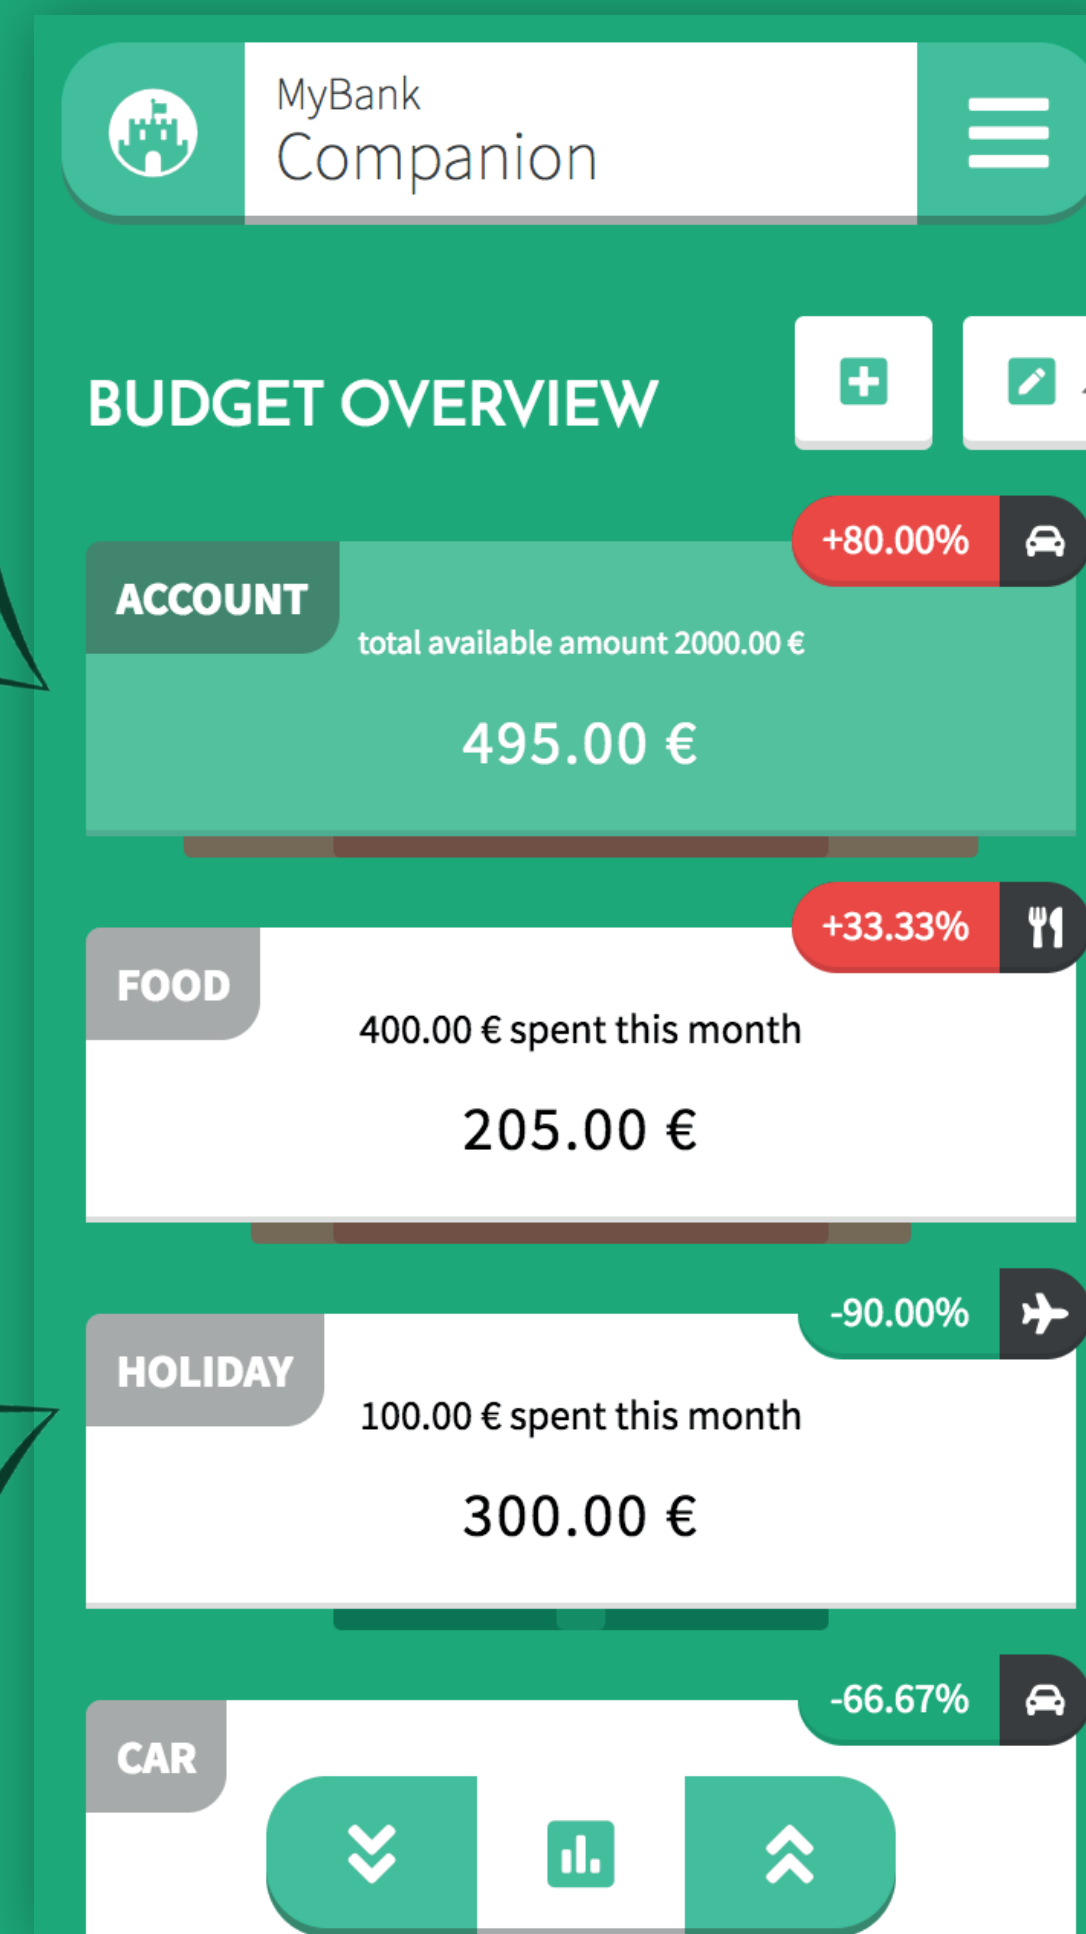 MyBank
Companion
BUDGET OVERVIEW
+80.00%
ACCOUNT
total available amount 2000.00 €
495.00 €
+33.33%
FOOD
400.00 € spent this month
205.00 €
-90.00%
HOLIDAY
100.00 € spent this month
300.00 €
-66.67%
CAR